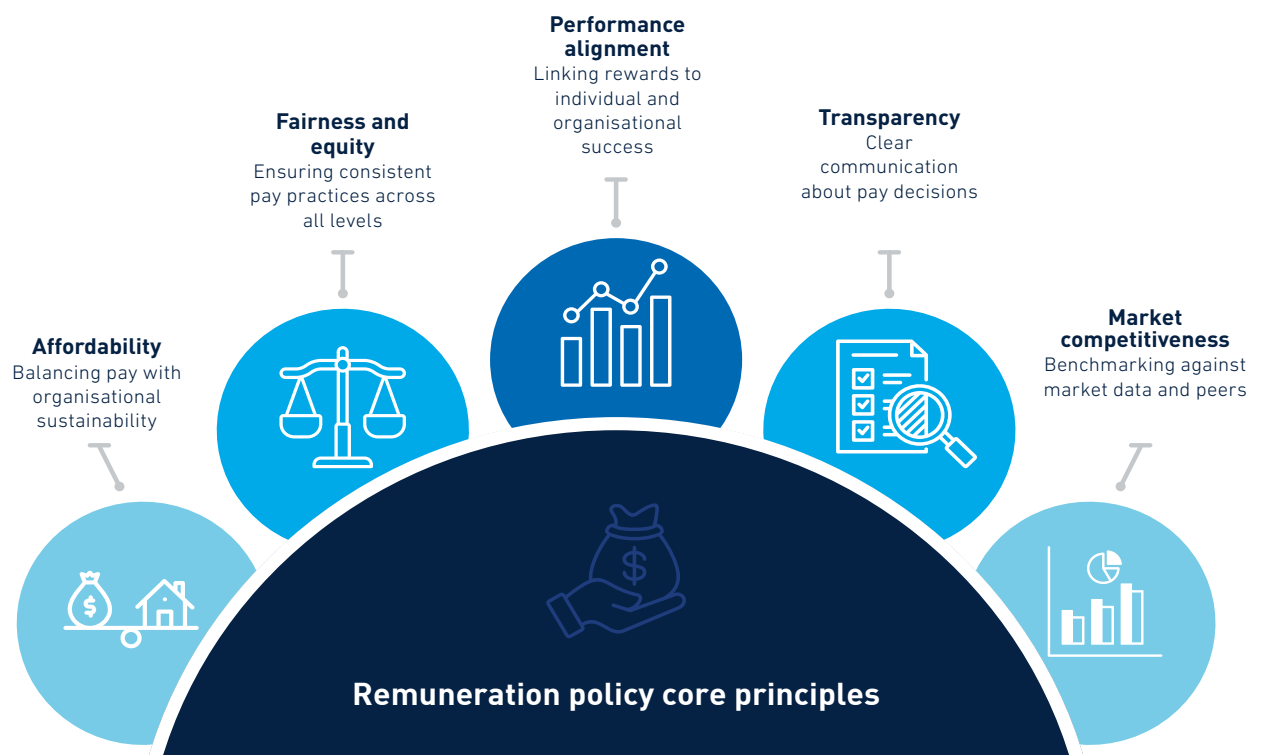 Performance
alignment
Linking rewards to
individual and
organisational
success
Fairness and
equity
Ensuring consistent
pay practices across
all levels
Transparency
Clear
communication
about pay decisions
Affordability
Balancing pay with
organisational
sustainability
Market
competitiveness
Benchmarking against
market data and peers
$
$
Remuneration policy core principles